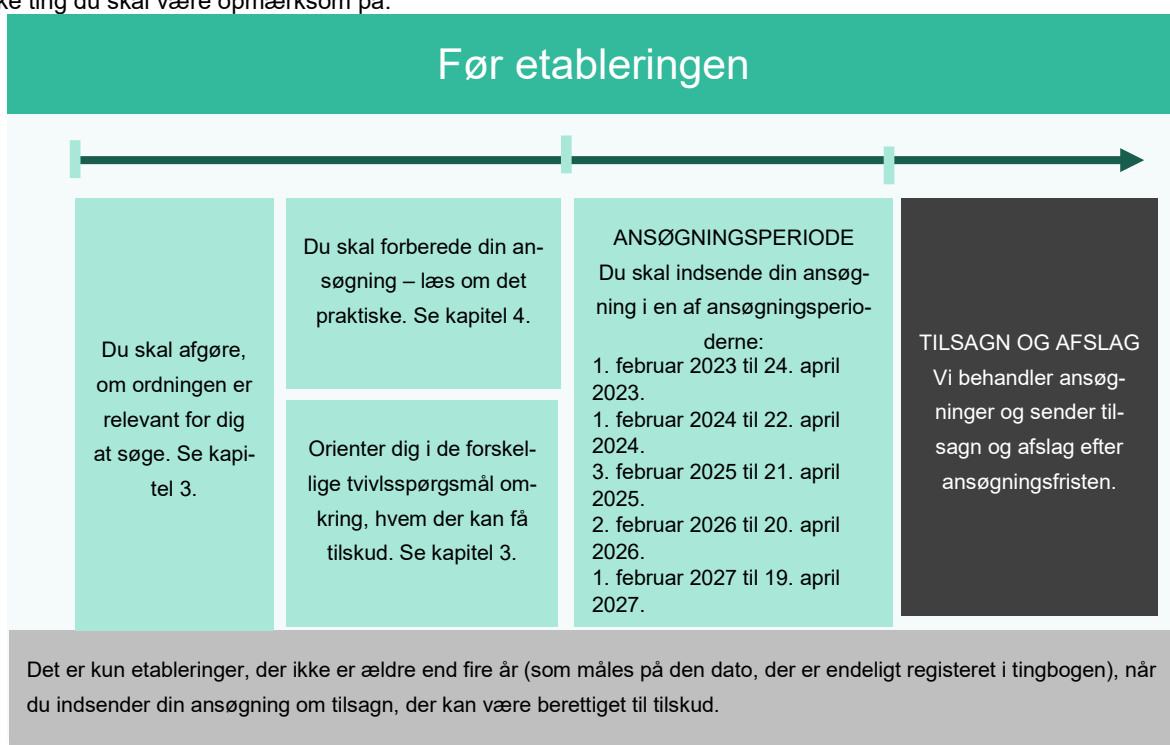 ke ting du skal være opmærksom på.
Før etableringen
Du skal afgøre,
om ordningen er
relevant for dig
at søge. Se kapi-
tel 3.
Du skal forberede din an-
søgning – læs om det
praktiske. Se kapitel 4.
Orienter dig i de forskel-
lige tvivlsspørgsmål om-
kring, hvem der kan få
tilskud. Se kapitel 3.
ANSØGNINGSPERIODE
Du skal indsende din ansøg-
ning i en af ansøgningsperio-
derne:
1. februar 2023 til 24. april
2023.
1. februar 2024 til 22. april
2024.
3. februar 2025 til 21. april
2025.
2. februar 2026 til 20. april
2026.
1. februar 2027 til 19. april
2027.
TILSAGN OG AFSLAG
Vi behandler ansøg-
ninger og sender til-
sagn og afslag efter
ansøgningsfristen.
Det er kun etableringer, der ikke er ældre end fire år (som måles på den dato, der er endeligt registeret i tingbogen), når
du indsender din ansøgning om tilsagn, der kan være berettiget til tilskud.